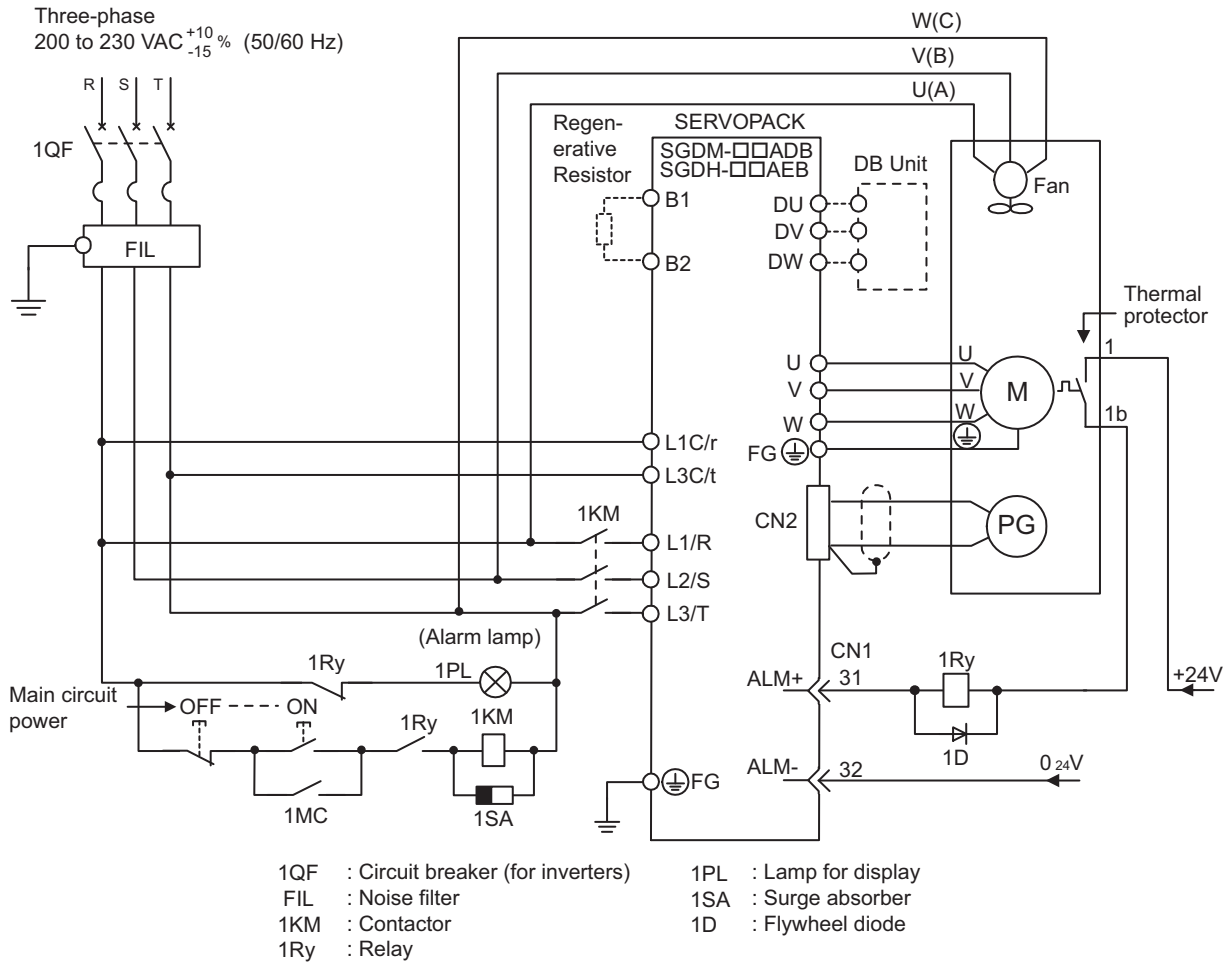 Three-phase
200 to 230 VAC +10 -15 % (50/60 Hz)
R S T
1QF
FIL
W(C)
V(B)
U(A)
Regen-
erative
Resistor
SERVOPACK
SGDM-□□ADB
SGDH-□□AEB
DB Unit
Fan
B1
B2
DU
DV
DW
Thermal
protector
1
1b
U
V
W
FG
U
V
W
M
L1C/r
L3C/t
1KM
L1/R
L2/S
L3/T
CN2
PG
(Alarm lamp)
1Ry
1PL
Main circuit
power
OFF
ON
1Ry
1KM
1MC
1SA
CN1
ALM+
31
1Ry
1D
+24V
ALM-
32
0 24V
FG
1QF : Circuit breaker (for inverters)
FIL : Noise filter
1KM : Contactor
1Ry : Relay
1PL : Lamp for display
1SA : Surge absorber
1D : Flywheel diode